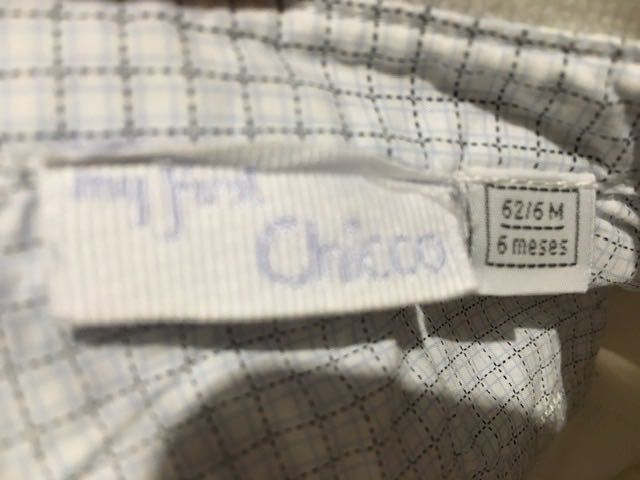 my first
Chicco
62/6 M
6 meses